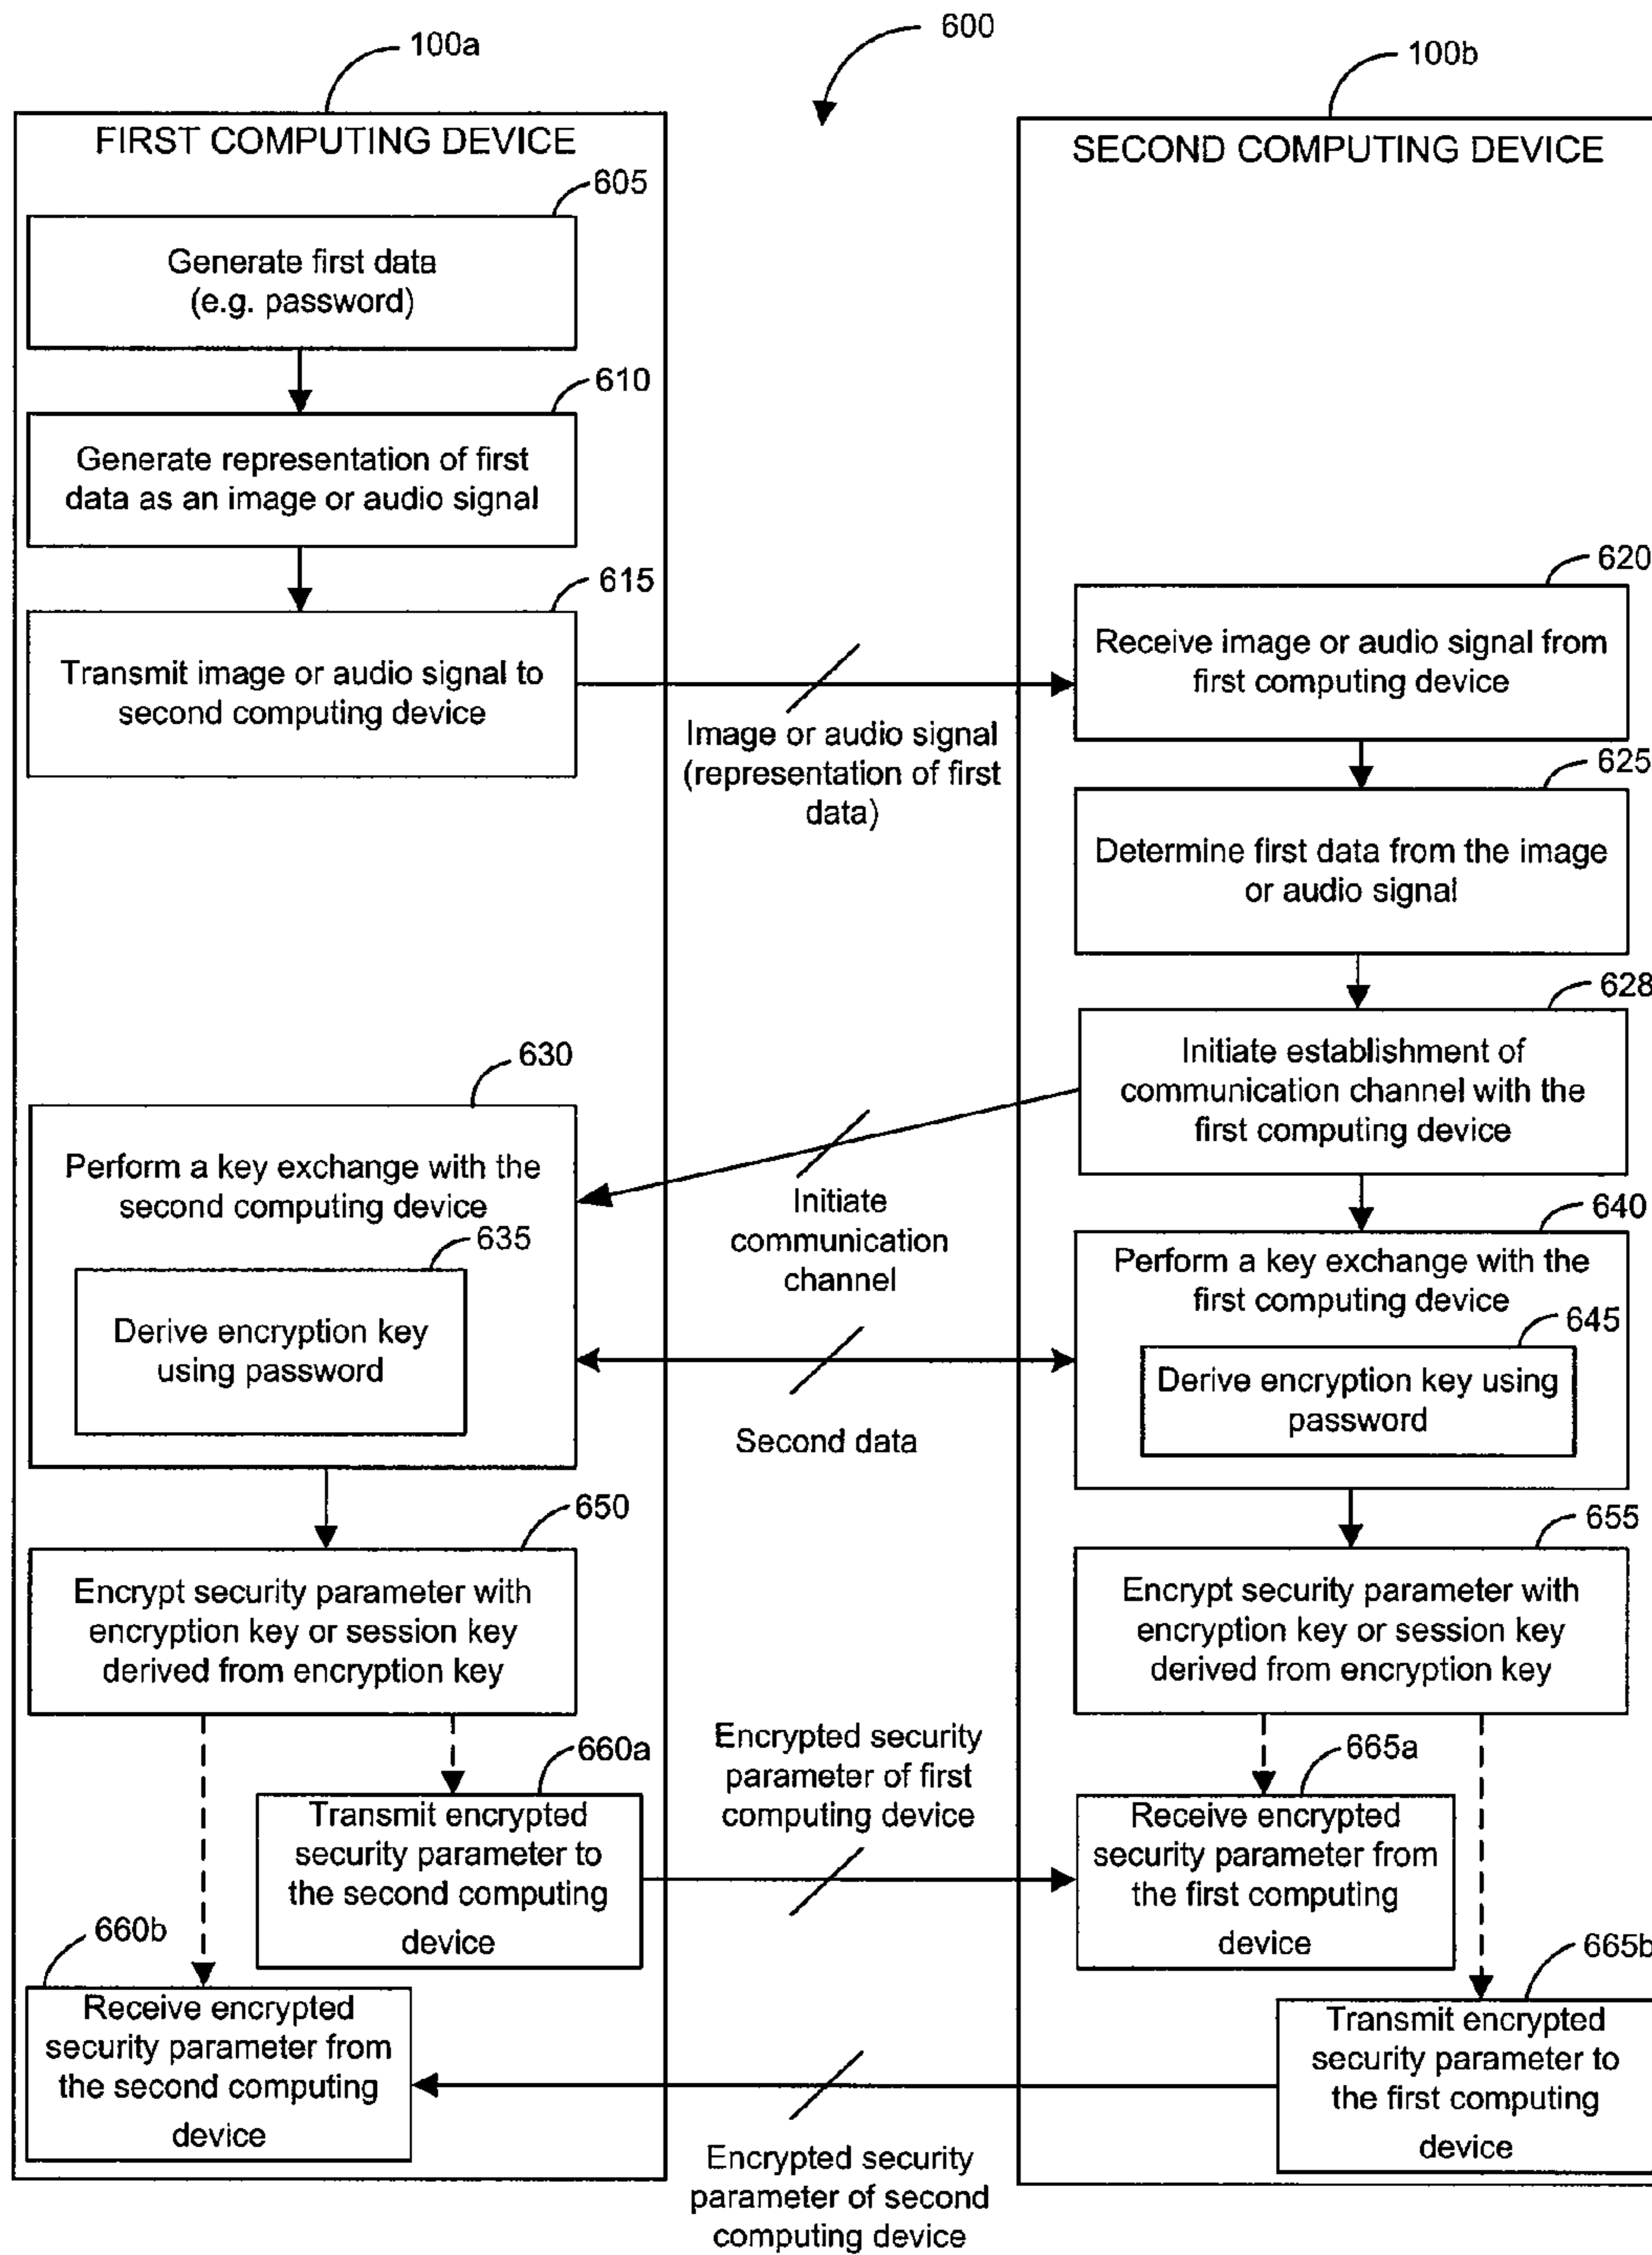 600
100a
100b
FIRST COMPUTING DEVICE
SECOND COMPUTING DEVICE
605
Generate first data
(e.g. password)
610
Generate representation of first
data as an image or audio signal
615
Transmit image or audio signal to
second computing device
Image or audio signal
(representation of first
data)
620
Receive image or audio signal from
first computing device
625
Determine first data from the image
or audio signal
628
Initiate establishment of
communication channel with the
first computing device
630
Perform a key exchange with the
second computing device
635
Derive encryption key
using password
Initiate
communication
channel
640
Perform a key exchange with the
first computing device
645
Derive encryption key using
password
Second data
650
Encrypt security parameter with
encryption key or session key
derived from encryption key
655
Encrypt security parameter with
encryption key or session key
derived from encryption key
660a
Transmit encrypted
security parameter to
the second computing
device
Encrypted security
parameter of first
computing device
665a
Receive encrypted
security parameter from
the first computing
device
660b
Receive encrypted
security parameter from
the second computing
device
665b
Transmit encrypted
security parameter to
the first computing
device
Encrypted security
parameter of second
computing device